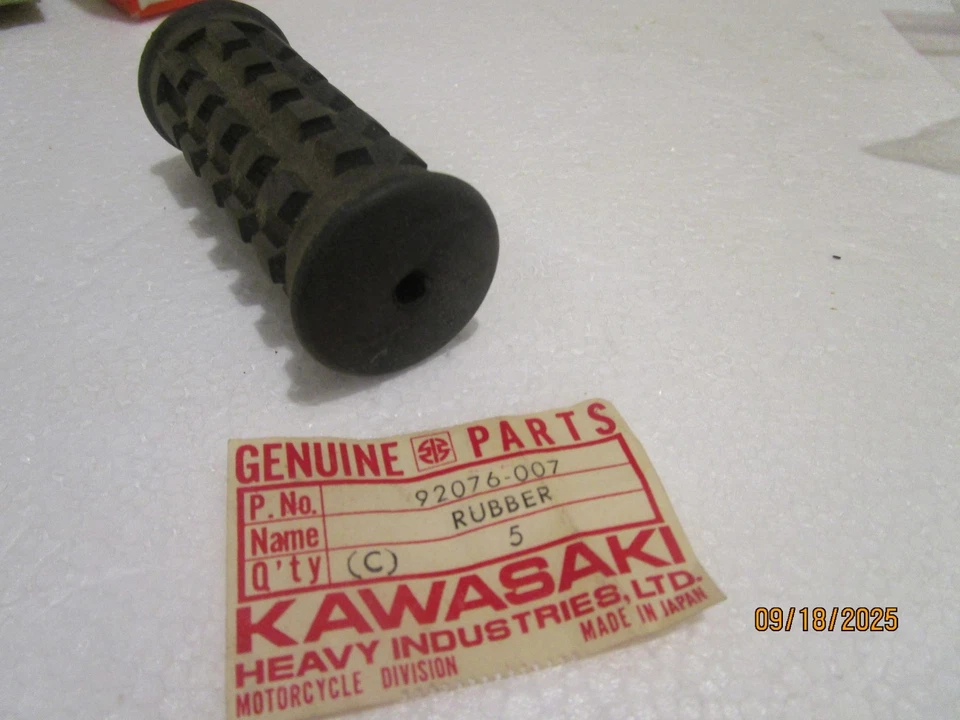 GENUINE PARTS
P. No. 92076-007
Name RUBBER
Q'ty (C) 5
KAWASAKI
HEAVY INDUSTRIES, LTD.
MOTORCYCLE DIVISION MADE IN JAPAN
09/18/2025